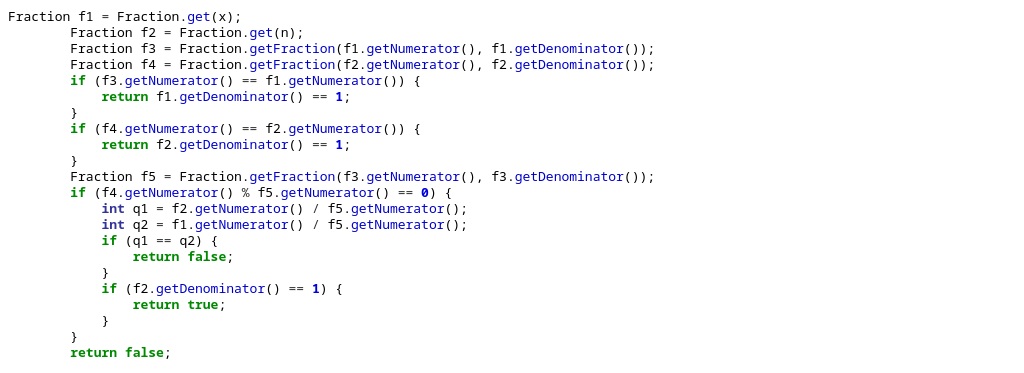 Fraction f1 = Fraction.get(x);
        Fraction f2 = Fraction.get(n);
        Fraction f3 = Fraction.getFraction(f1.getNumerator(), f1.getDenominator());
        Fraction f4 = Fraction.getFraction(f2.getNumerator(), f2.getDenominator());
        if (f3.getNumerator() == f1.getNumerator()) {
            return f1.getDenominator() == 1;
        }
        if (f4.getNumerator() == f2.getNumerator()) {
            return f2.getDenominator() == 1;
        }
        Fraction f5 = Fraction.getFraction(f3.getNumerator(), f3.getDenominator());
        if (f4.getNumerator() % f5.getNumerator() == 0) {
            int q1 = f2.getNumerator() / f5.getNumerator();
            int q2 = f1.getNumerator() / f5.getNumerator();
            if (q1 == q2) {
                return false;
            }
            if (f2.getDenominator() == 1) {
                return true;
            }
        }
        return false;